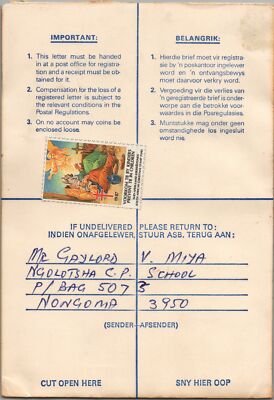 IMPORTANT:
1. This letter must be handed in at a post office for registration and a receipt must be obtained for it.
2. Compensation for the loss of a registered letter is subject to the relevant conditions in the Postal Regulations.
3. On no account may coins be enclosed loose.
BELANGRIK:
1. Hierdie brief moet vir registrasie by 'n poskantoor ingelewer word en 'n ontvangsbewys moet daarvoor verkry word.
2. Vergoeding vir die verlies van 'n geregistreerde brief is onderworpe aan die betrokke voorwaardes in die Posregulasies.
3. Muntstukke mag onder geen omstandighede los ingesluit word nie.
IF UNDELIVERED PLEASE RETURN TO:
INDIEN ONAFGELEWER, STUUR ASB. TERUG AAN:
MR GAYLORD V. MIYA
NGOLOTSHA C.P. SCHOOL
P/BAG 5073
NONGOMA 3950
(SENDER—AFSENDER)
CUT OPEN HERE
SNY HIER OOP